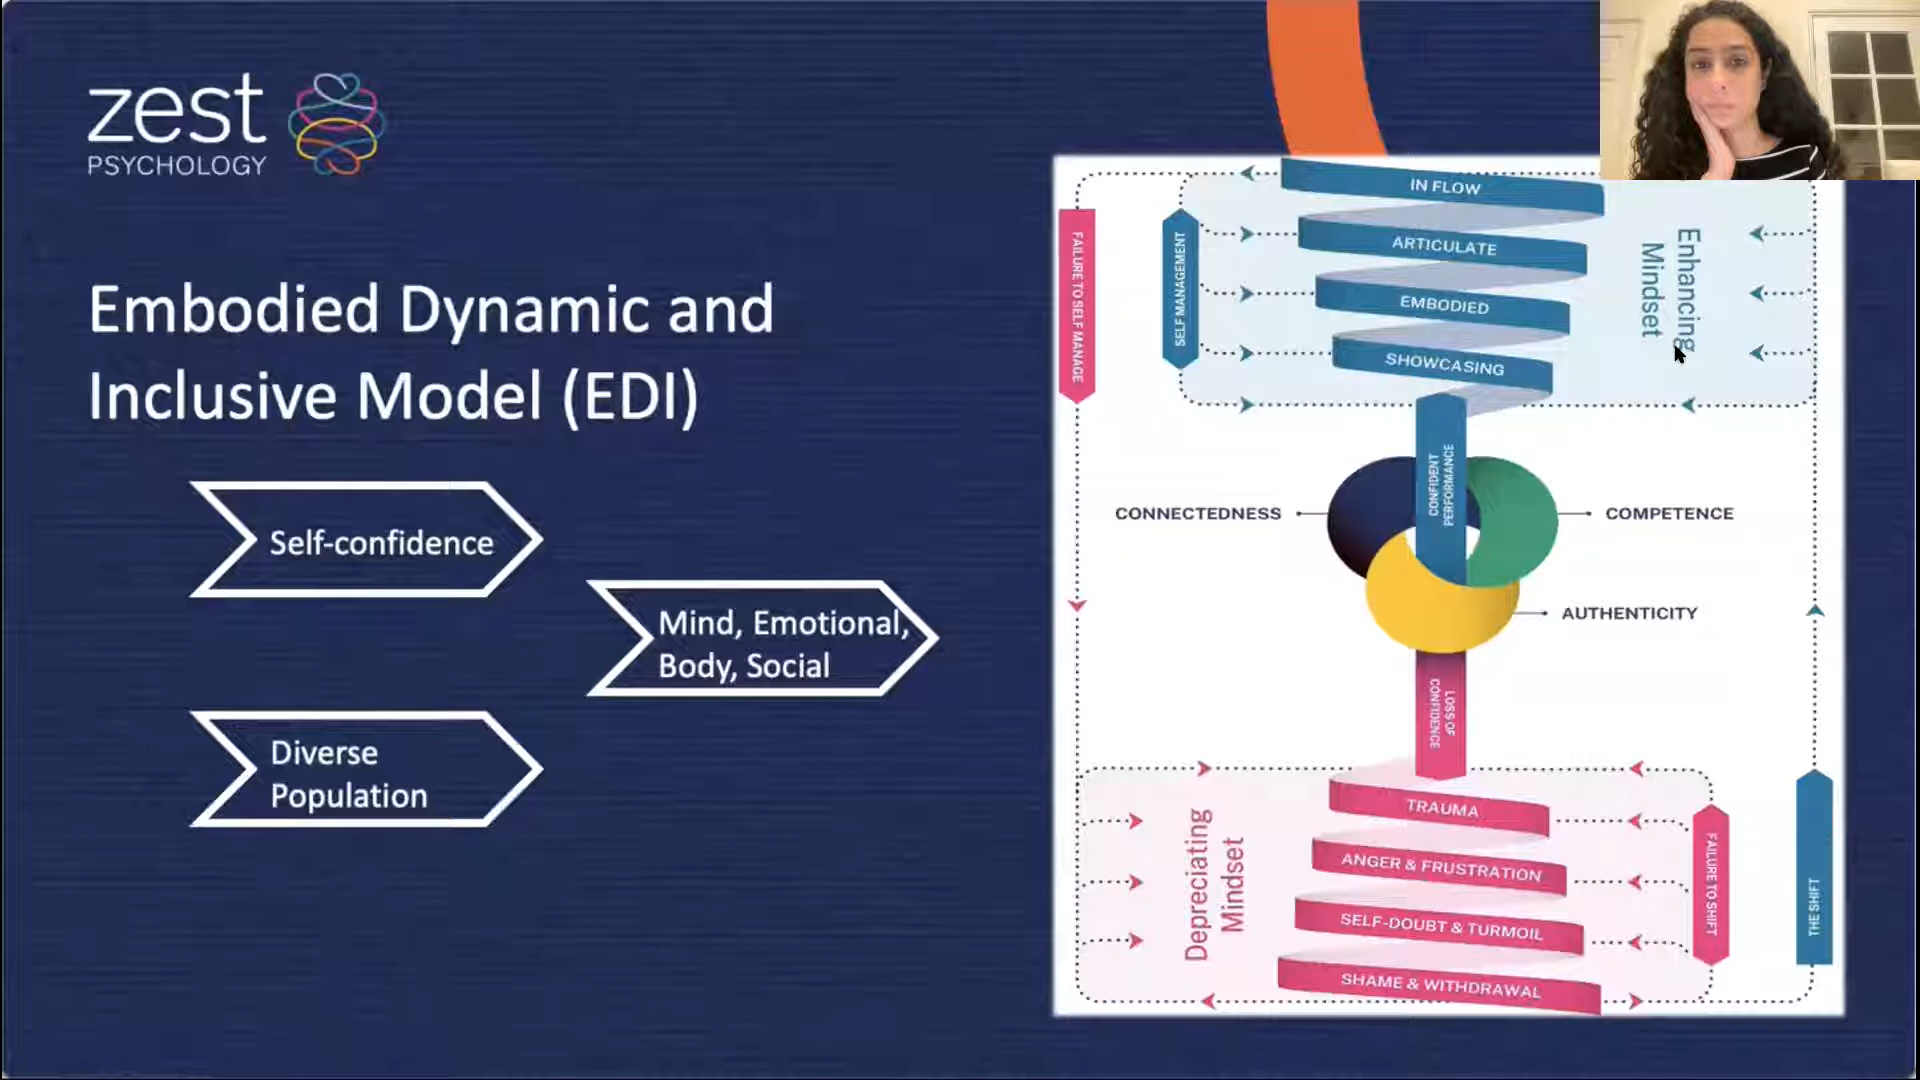 zest
PSYCHOLOGY
Embodied Dynamic and
Inclusive Model (EDI)
Self-confidence
Mind, Emotional,
Body, Social
Diverse
Population
IN FLOW
ARTICULATE
EMBODIED
SHOWCASING
FAILURE TO SELF MANAGE
SELF MANAGEMENT
Enhancing
Mindset
CONFIDENT
PERFORMANCE
CONNECTEDNESS
COMPETENCE
AUTHENTICITY
LOSS OF
CONFIDENCE
TRAUMA
ANGER & FRUSTRATION
SELF-DOUBT & TURMOIL
SHAME & WITHDRAWAL
Depreciating
Mindset
FAILURE TO SHIFT
THE SHIFT